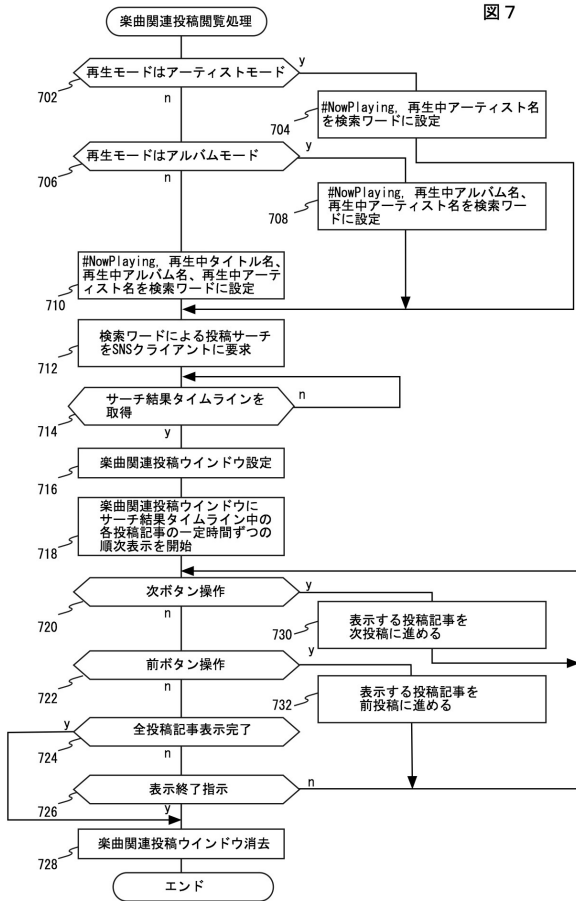 図7
楽曲関連投稿閲覧処理
再生モードはアーティストモード
y
702
n
#NowPlaying, 再生中アーティスト名
を検索ワードに設定
704
再生モードはアルバムモード
y
706
n
#NowPlaying, 再生中アルバム名、
再生中アーティスト名を検索ワー
ドに設定
708
#NowPlaying, 再生中タイトル名、
再生中アルバム名、再生中アーテ
ィスト名を検索ワードに設定
710
検索ワードによる投稿サーチ
をSNSクライアントに要求
712
サーチ結果タイムラインを
取得
n
714
y
楽曲関連投稿ウインドウ設定
716
楽曲関連投稿ウインドウに
サーチ結果タイムライン中の
各投稿記事の一定時間ずつの
順次表示を開始
718
次ボタン操作
y
720
n
表示する投稿記事を
次投稿に進める
730
前ボタン操作
y
722
n
表示する投稿記事を
前投稿に進める
732
y
全投稿記事表示完了
724
n
表示終了指示
n
726
y
楽曲関連投稿ウインドウ消去
728
エンド